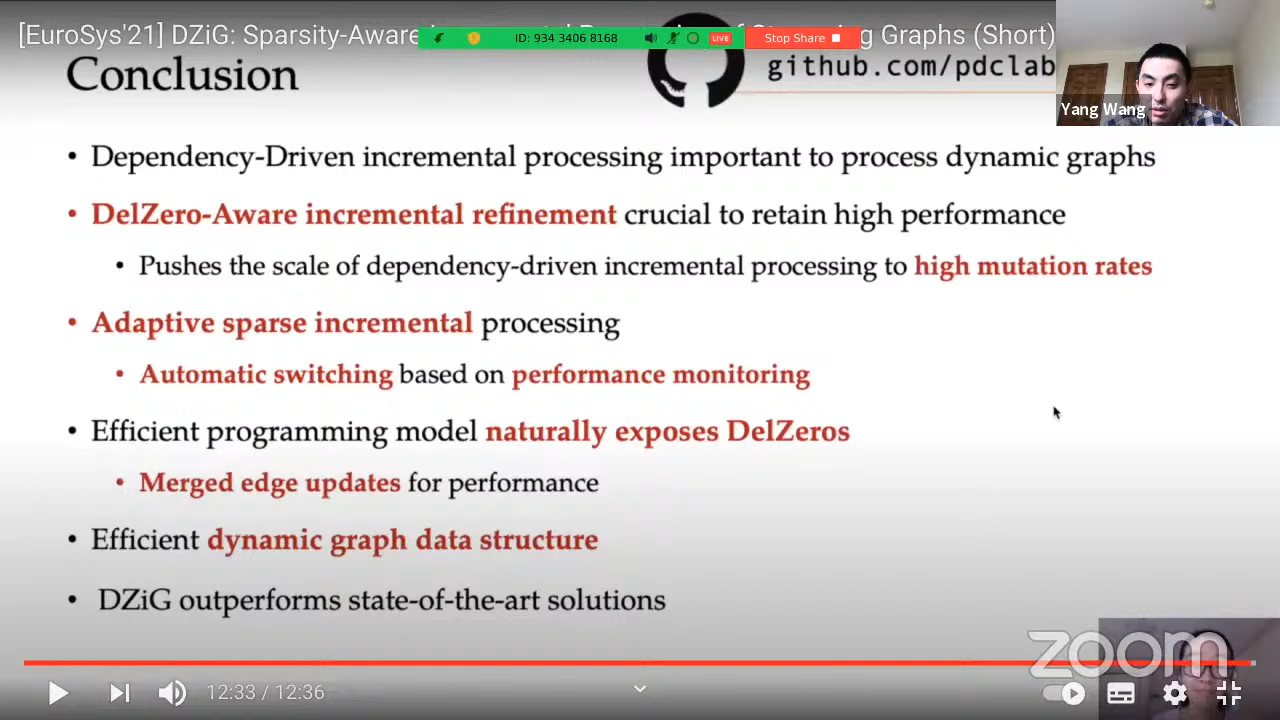 [EuroSys'21] DZiG: Sparsity-Aware
g Graphs (Short)
ID: 934 3406 8168
LIVE
Stop Share
Conclusion
github.com/pdclab
Yang Wang
• Dependency-Driven incremental processing important to process dynamic graphs
• DelZero-Aware incremental refinement crucial to retain high performance
• Pushes the scale of dependency-driven incremental processing to high mutation rates
• Adaptive sparse incremental processing
• Automatic switching based on performance monitoring
• Efficient programming model naturally exposes DelZeros
• Merged edge updates for performance
• Efficient dynamic graph data structure
• DZiG outperforms state-of-the-art solutions
zoom
12:33 / 12:36